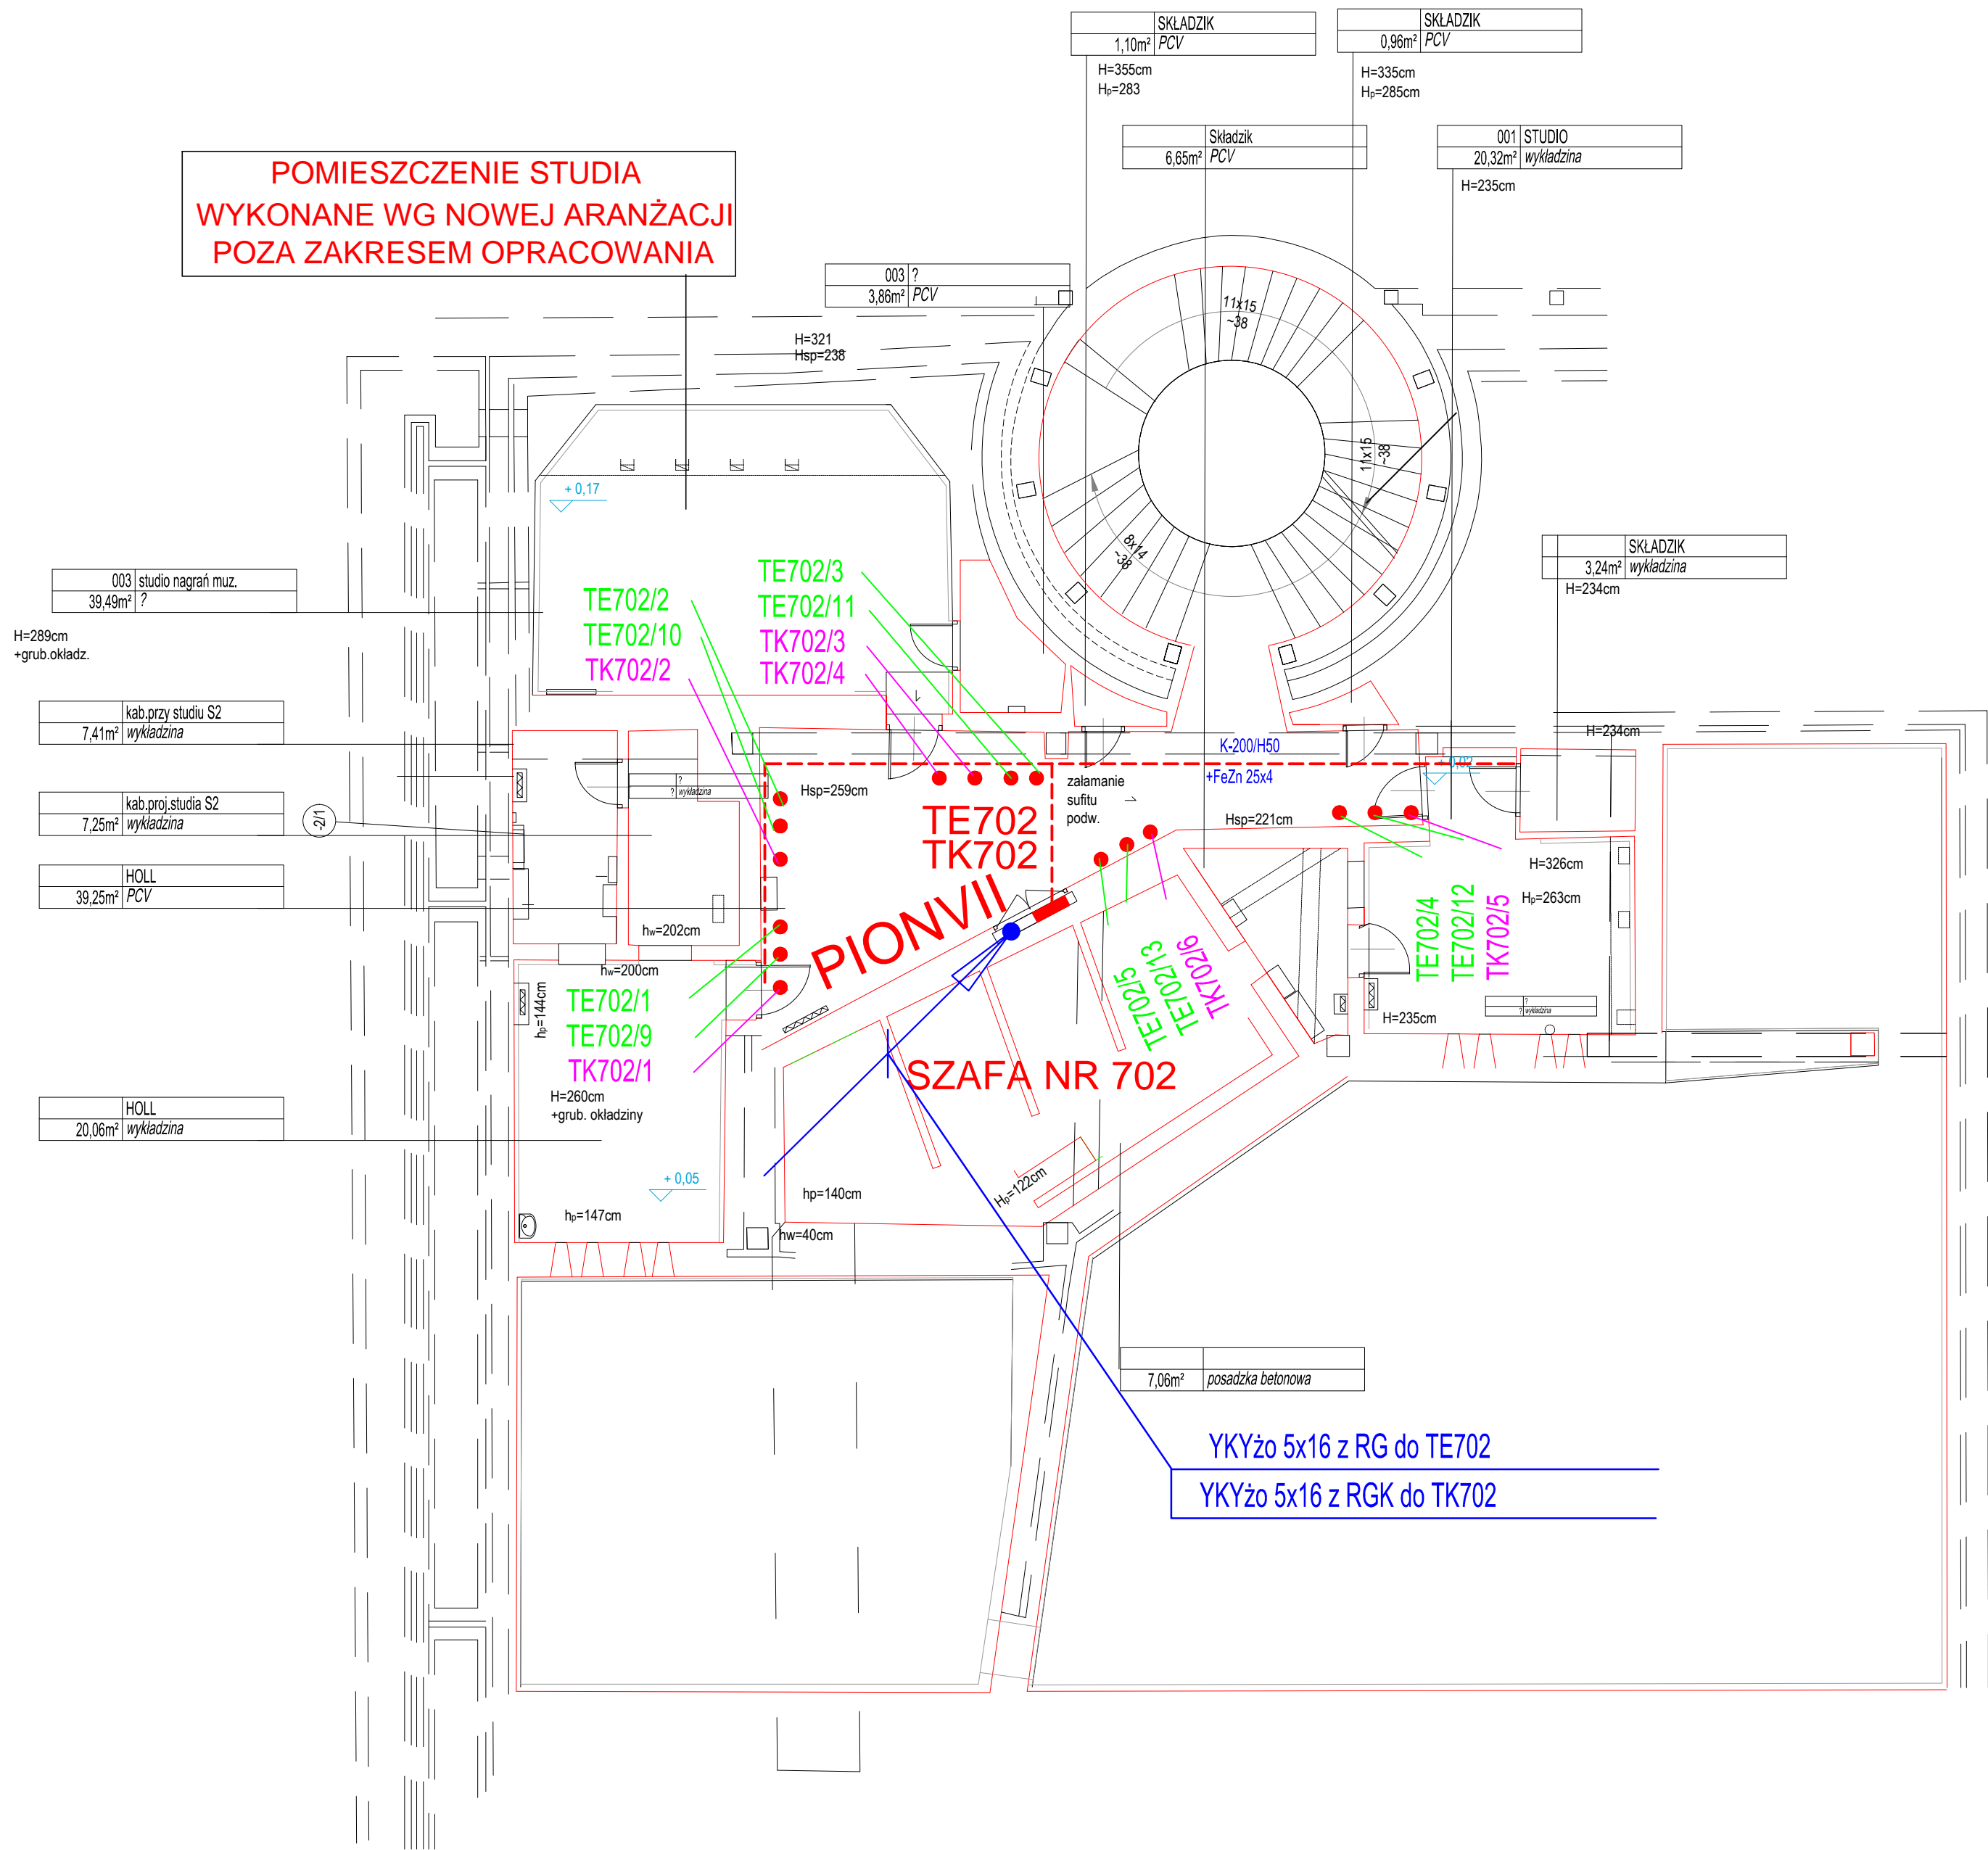 SKŁADZIK
1,10m² PCV
H=355cm
Hp=283
SKŁADZIK
0,96m² PCV
H=335cm
Hp=285cm
Składzik
6,65m² PCV
001 STUDIO
20,32m² wykładzina
H=235cm
POMIESZCZENIE STUDIA
WYKONANE WG NOWEJ ARANŻACJI
POZA ZAKRESEM OPRACOWANIA
003 ?
3,86m² PCV
H=321
Hsp=238
11x15
~38
11x15
~38
8x14
~38
+ 0,17
SKŁADZIK
3,24m² wykładzina
H=234cm
003 studio nagrań muz.
39,49m² ?
H=289cm
+grub.okładz.
TE702/2
TE702/10
TK702/2
TE702/3
TE702/11
TK702/3
TK702/4
kab.przy studiu S2
7,41m² wykładzina
kab.proj.studia S2
7,25m² wykładzina
-2/1
HOLL
39,25m² PCV
HOLL
20,06m² wykładzina
?
? wykładzina
Hsp=259cm
załamanie
sufitu
podw.
K-200/H50
+FeZn 25x4
+ 0,02
H=234cm
Hsp=221cm
TE702
TK702
PIONVII
H=326cm
Hp=263cm
TE702/4
TE702/12
TK702/5
?
? wykładzina
H=235cm
hw=202cm
hw=200cm
hp=144cm
TE702/1
TE702/9
TK702/1
TE702/5
TE702/13
TK702/6
SZAFA NR 702
H=260cm
+grub. okładziny
+ 0,05
hp=147cm
hp=140cm
hw=40cm
Hp=122cm
7,06m² posadzka betonowa
YKYżo 5x16 z RG do TE702
YKYżo 5x16 z RGK do TK702